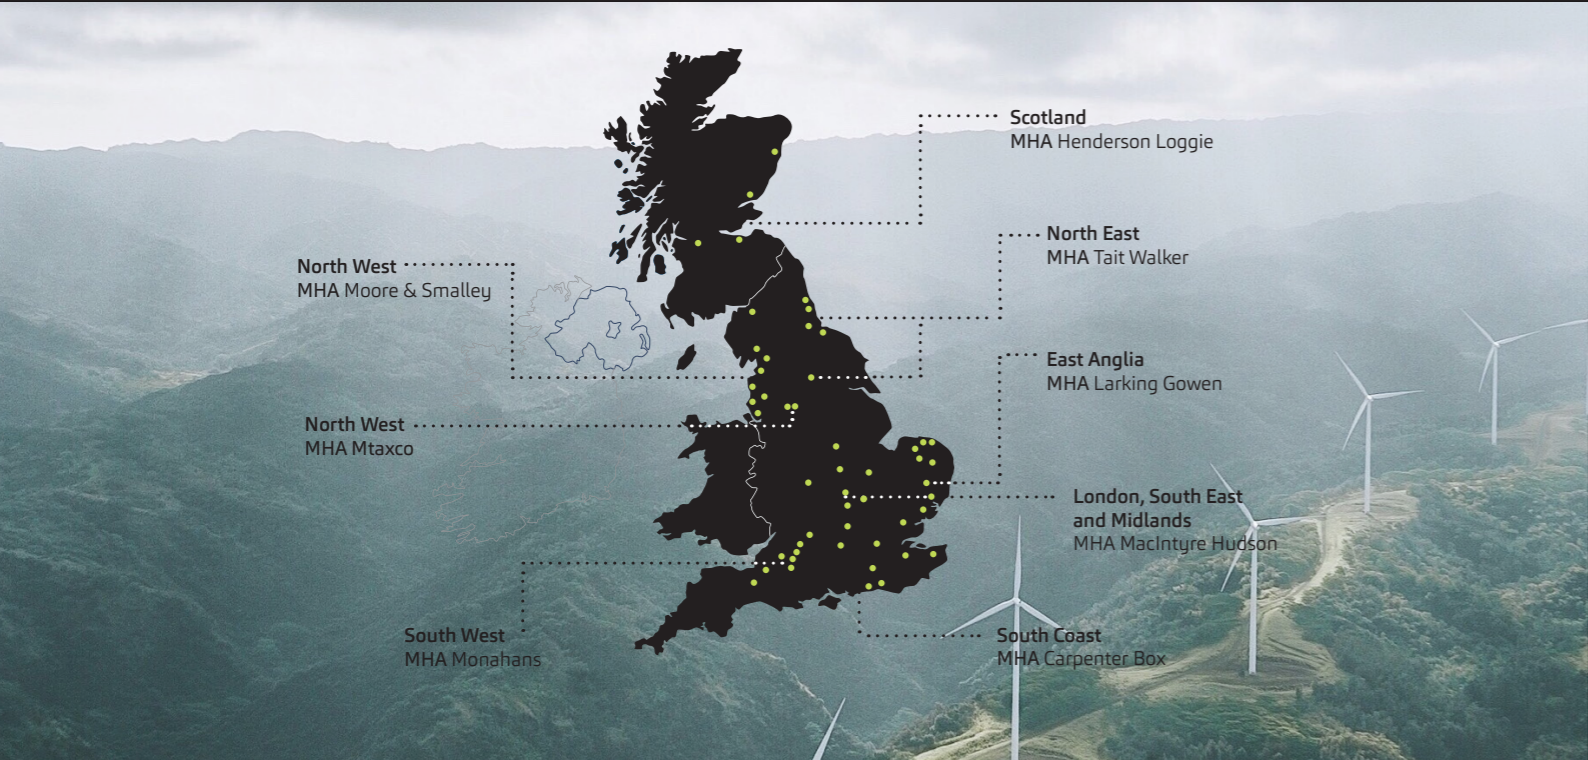 Scotland
MHA Henderson Loggie
North East
MHA Tait Walker
North West
MHA Moore & Smalley
East Anglia
MHA Larking Gowen
North West
MHA Mtaxco
London, South East
and Midlands
MHA MacIntyre Hudson
South West
MHA Monahans
South Coast
MHA Carpenter Box